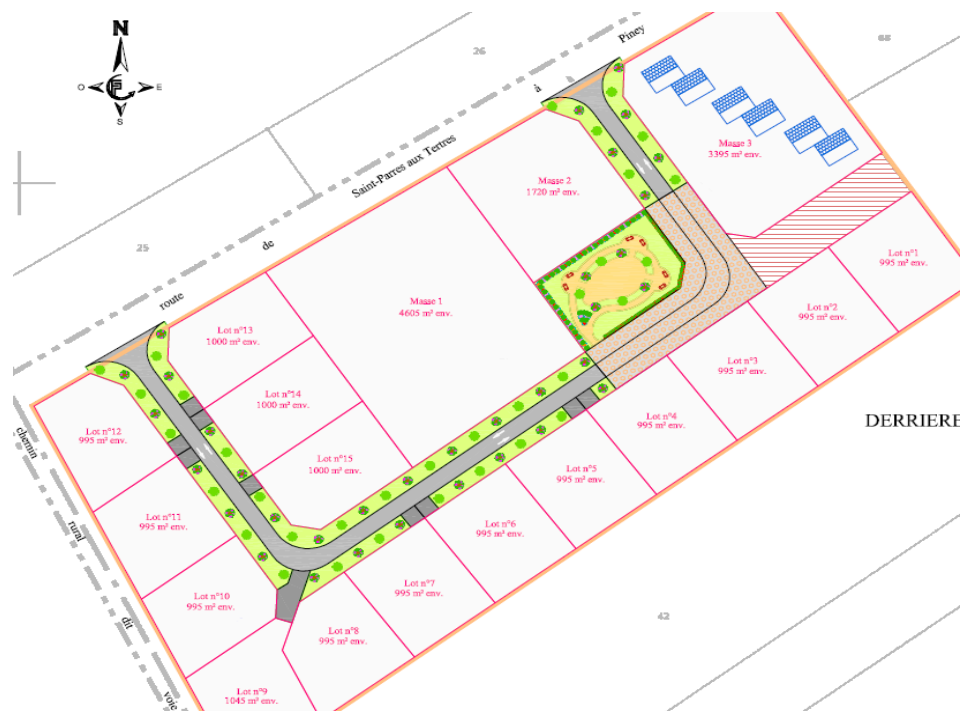 N
O
E
S
26
68
Piney
à
Saint-Parres aux Tertres
de
route
25
Masse 3
3395 m² env.
Masse 2
1720 m² env.
Masse 1
4605 m² env.
Lot n°1
995 m² env.
Lot n°2
995 m² env.
Lot n°3
995 m² env.
Lot n°4
995 m² env.
Lot n°5
995 m² env.
Lot n°6
995 m² env.
Lot n°7
995 m² env.
Lot n°8
995 m² env.
Lot n°9
1045 m² env.
Lot n°10
995 m² env.
Lot n°11
995 m² env.
Lot n°12
995 m² env.
Lot n°13
1000 m² env.
Lot n°14
1000 m² env.
Lot n°15
1000 m² env.
DERRIERE
42
chemin
rural
dit
voie